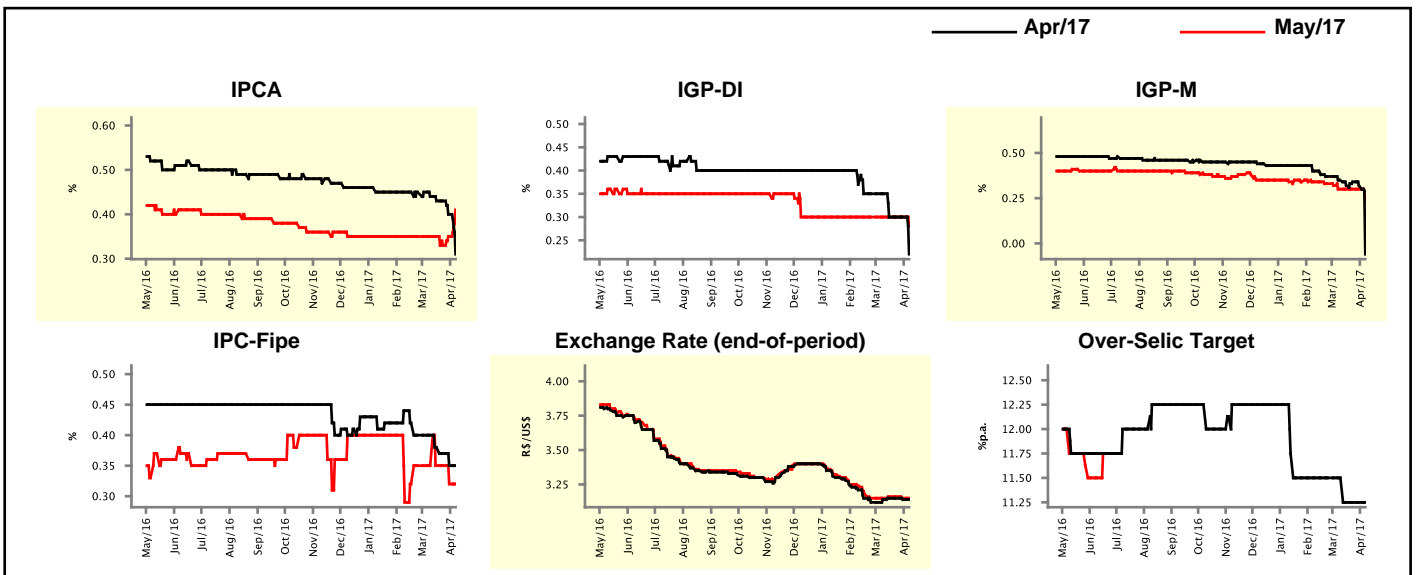 Apr/17 May/17
IPCA
0.60
0.50
0.40
0.30
%
May/16 Jun/16 Jul/16 Aug/16 Sep/16 Oct/16 Nov/16 Dec/16 Jan/17 Feb/17 Mar/17 Apr/17
IGP-DI
0.50
0.45
0.40
0.35
0.30
0.25
%
May/16 Jun/16 Jul/16 Aug/16 Sep/16 Oct/16 Nov/16 Dec/16 Jan/17 Feb/17 Mar/17 Apr/17
IGP-M
0.50
0.25
0.00
%
May/16 Jun/16 Jul/16 Aug/16 Sep/16 Oct/16 Nov/16 Dec/16 Jan/17 Feb/17 Mar/17 Apr/17
IPC-Fipe
0.50
0.45
0.40
0.35
0.30
%
May/16 Jun/16 Jul/16 Aug/16 Sep/16 Oct/16 Nov/16 Dec/16 Jan/17 Feb/17 Mar/17 Apr/17
Exchange Rate (end-of-period)
4.00
3.75
3.50
3.25
R$/US$
May/16 Jun/16 Jul/16 Aug/16 Sep/16 Oct/16 Nov/16 Dec/16 Jan/17 Feb/17 Mar/17 Apr/17
Over-Selic Target
12.50
12.25
12.00
11.75
11.50
11.25
%p.a.
May/16 Jun/16 Jul/16 Aug/16 Sep/16 Oct/16 Nov/16 Dec/16 Jan/17 Feb/17 Mar/17 Apr/17